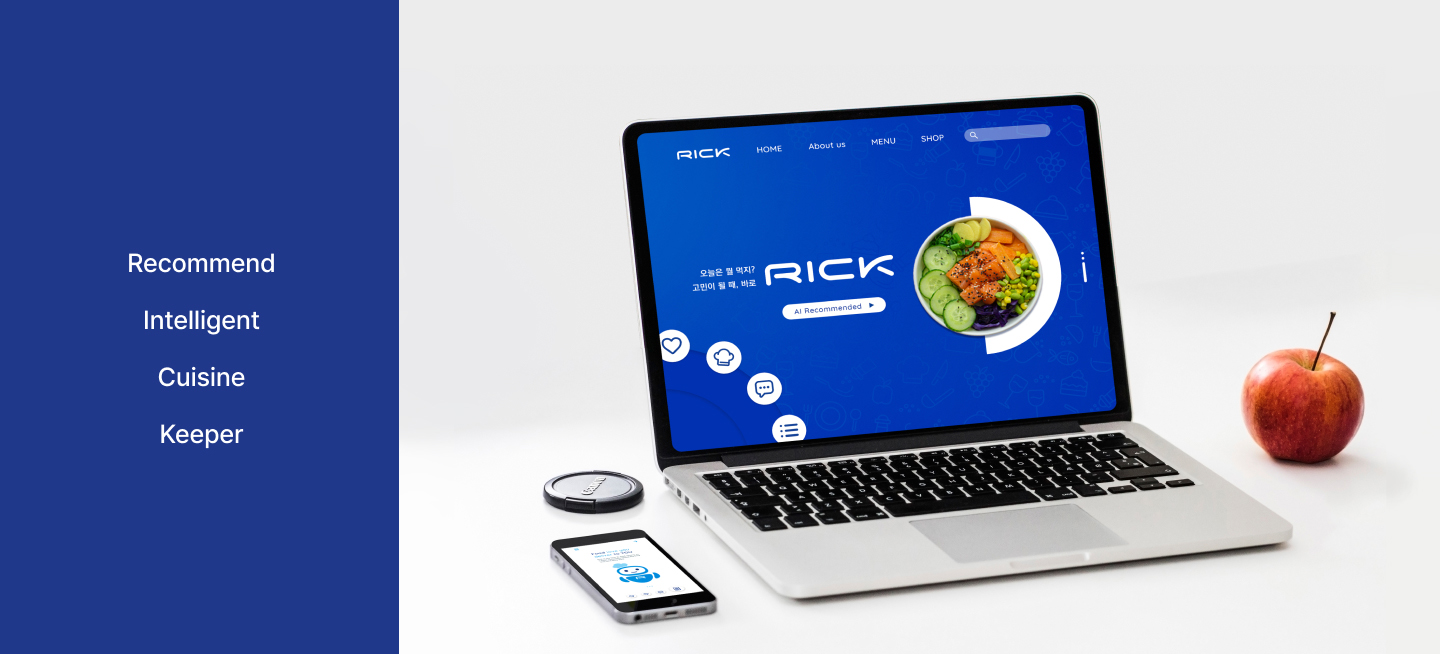 Recommend
Intelligent
Cuisine
Keeper
RICK
HOME
About us
MENU
SHOP
오늘은 뭘 먹지?
고민이 될 때, 바로
RICK
AI Recommended